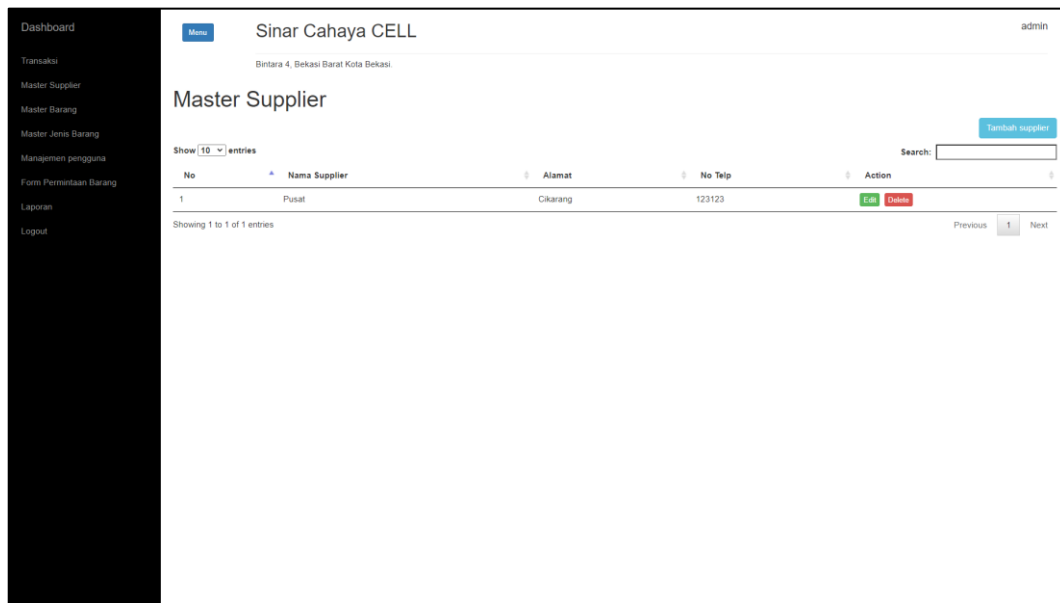 Dashboard
Transaksi
Master Supplier
Master Barang
Master Jenis Barang
Manajemen pengguna
Form Permintaan Barang
Laporan
Logout
Menu
Sinar Cahaya CELL
admin
Bintara 4, Bekasi Barat Kota Bekasi.
Master Supplier
Tambah supplier
Show 10 entries
Search:
No Nama Supplier Alamat No Telp Action
1 Pusat Cikarang 123123 Edit Delete
Showing 1 to 1 of 1 entries
Previous 1 Next